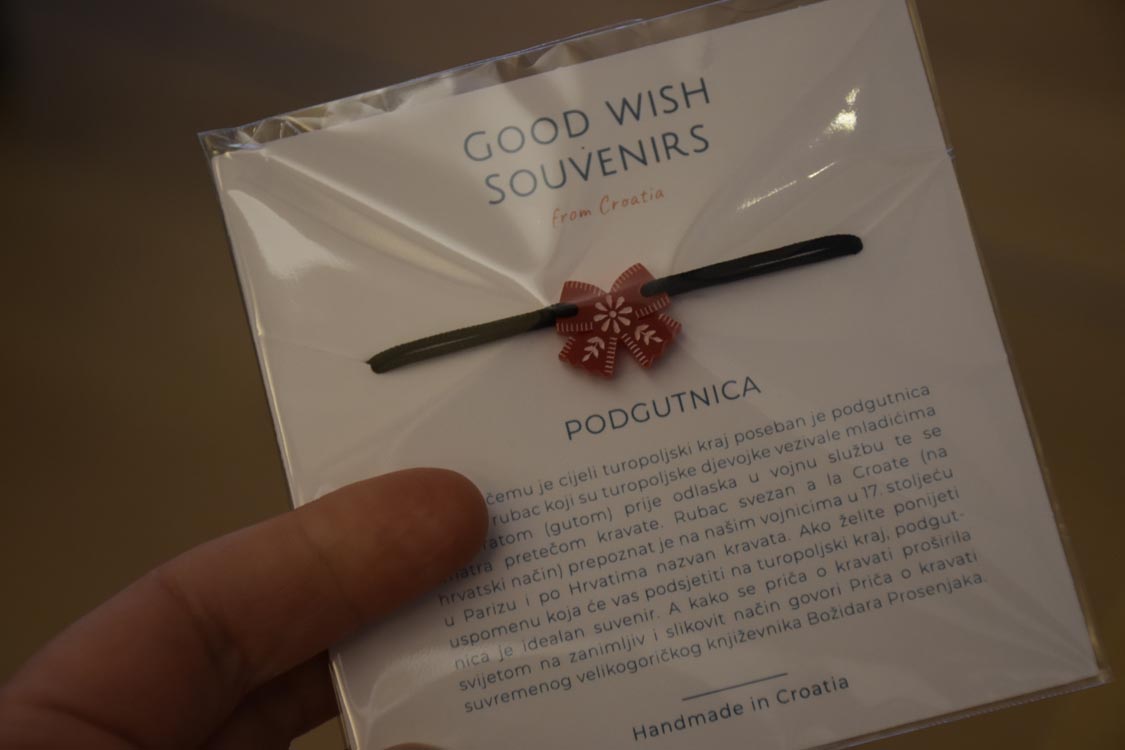 GOOD WISH
SOUVENIRS
from Croatia
PODGUTNICA
čemu je cijeli turopoljski kraj poseban je podgutnica
rubac koji su turopoljske djevojke vezivale mladićima
(gutom) prije odlaska u vojnu službu te se
pretečom kravate. Rubac svezan a la Croate (na
hrvatski način) prepoznat je na našim vojnicima u 17. stoljeću
u Parizu i po Hrvatima nazvan kravata. Ako želite ponijeti
uspomenu koja će vas podsjetiti na turopoljski kraj, podgut-
nica je idealan suvenir. A kako se priča o kravati proširila
svijetom na zanimljiv i slikovit način govori Priča o kravati
suvremenog velikogoričkog književnika Božidara Prosenjaka.
Handmade in Croatia